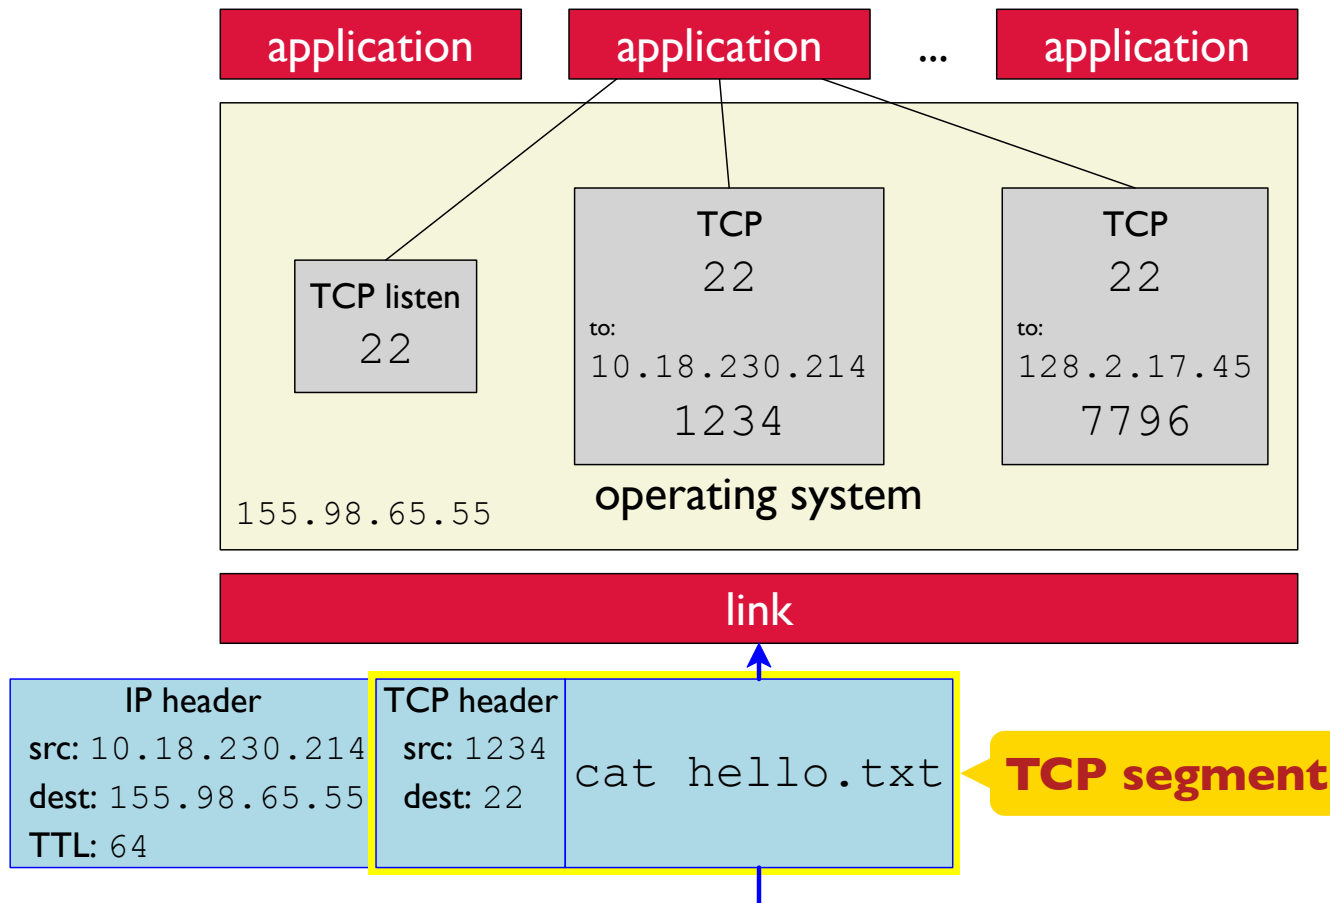 application
application
...
application
TCP listen
22
TCP
22
to:
10.18.230.214
1234
TCP
22
to:
128.2.17.45
7796
155.98.65.55
operating system
link
IP header
src: 10.18.230.214
dest: 155.98.65.55
TTL: 64
TCP header
src: 1234
dest: 22
cat hello.txt
TCP segment